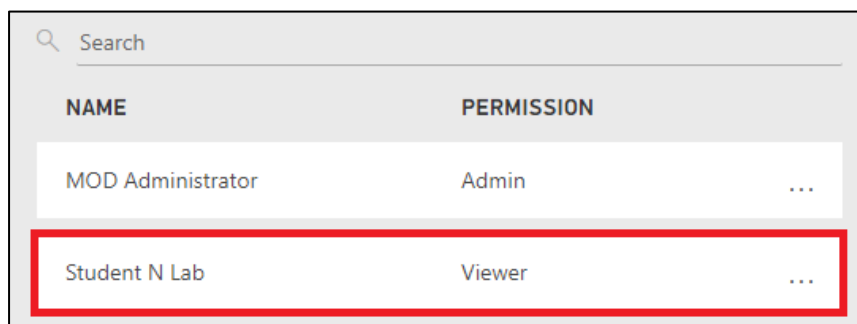 Search
NAME PERMISSION
MOD Administrator Admin ...
Student N Lab Viewer ...